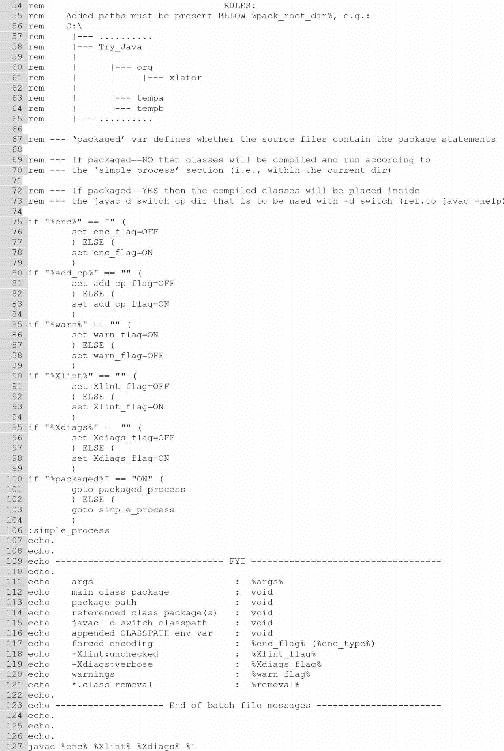 54 rem RULES:
55 rem Added paths must be present BELOW %pack_root_dir%, e.g.:
56 rem C:\
57 rem |--- ..........
58 rem |--- Try_Java
59 rem |
60 rem | |--- org
61 rem | |--- xlator
62 rem |
63 rem | --- tempa
64 rem | --- tempb
65 rem |--- ..........
66
67 rem --- 'packaged' var defines whether the source files contain the package statements
68
69 rem --- If packaged==NO that classes will be compiled and run according to
70 rem --- the 'simple process' section (i.e., within the current dir)
71
72 rem --- If packaged==YES then the compiled classes will be placed inside
73 rem --- the javac d switch cp dir that is to be used with -d switch (ref.to javac -help)
74
75 if "%enc%" == "" (
76 set enc_flag=OFF
77 ) ELSE (
78 set enc_flag=ON
79 )
80 if "%add_cp%" == "" (
81 set add_cp_flag=OFF
82 ) ELSE (
83 set add_cp_flag=ON
84 )
85 if "%warn%" == "" (
86 set warn_flag=ON
87 ) ELSE (
88 set warn_flag=OFF
89 )
90 if "%Xlint%" == "" (
91 set Xlint_flag=OFF
92 ) ELSE (
93 set Xlint_flag=ON
94 )
95 if "%Xdiags%" == "" (
96 set Xdiags_flag=OFF
97 ) ELSE (
98 set Xdiags_flag=ON
99 )
100 if "%packaged%" == "ON" (
101 goto packaged_process
102 ) ELSE (
103 goto simple_process
104 )
106 :simple_process
107 echo.
108 echo.
109 echo ---------------------------- FYI --------------------------------
110 echo.
111 echo args : %args%
112 echo main class package : void
113 echo package path : void
114 echo referenced class package(s) : void
115 echo javac d switch classpath : void
116 echo appended CLASSPATH env var : void
117 echo forced encoding : %enc_flag% (%enc_type%)
118 echo -Xlint:unchecked : %Xlint_flag%
119 echo -Xdiags:verbose : %Xdiags_flag%
120 echo warnings : %warn_flag%
121 echo *.class removal : %removal%
122 echo.
123 echo ------------------ End of batch file messages ---------------------
124 echo.
125 echo.
126 echo.
127 javac %enc% %Xlint% %Xdiags%